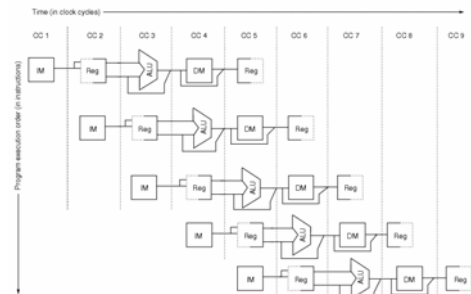 Time (in clock cycles)
CC 1 CC 2 CC 3 CC 4 CC 5 CC 6 CC 7 CC 8 CC 9
Program execution order (in instructions)
IM Reg ALU DM Reg
IM Reg ALU DM Reg
IM Reg ALU DM Reg
IM Reg ALU DM Reg
IM Reg ALU DM Reg